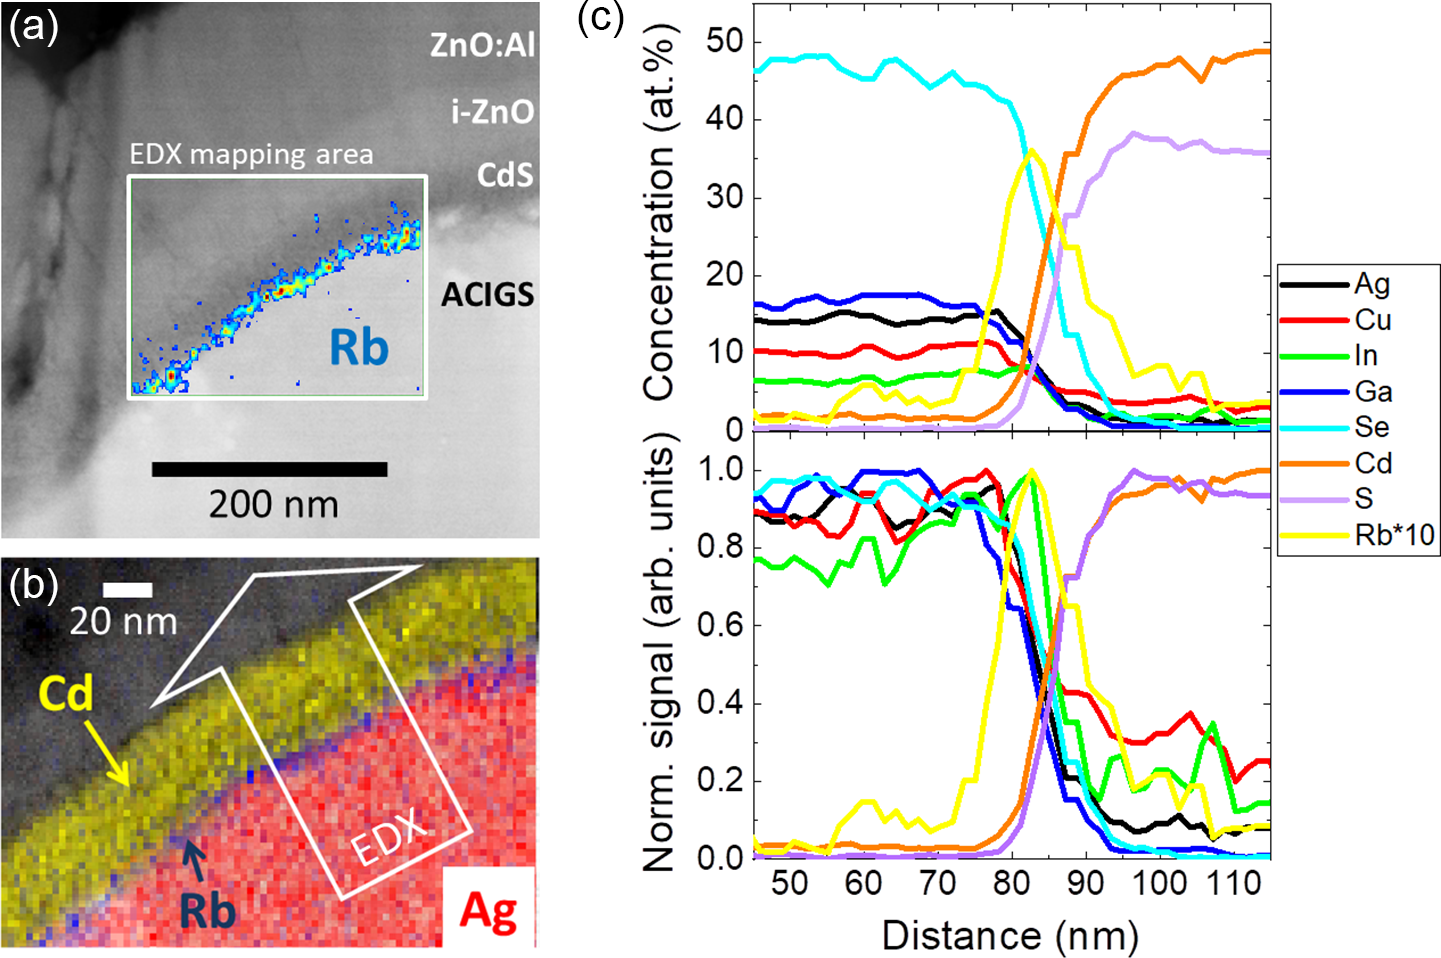 (a)
ZnO:Al
i-ZnO
EDX mapping area
CdS
ACIGS
Rb
200 nm
(b)
20 nm
Cd
EDX
Rb
Ag
(c)
Concentration (at.%)
50
40
30
20
10
0
Norm. signal (arb. units)
1.0
0.8
0.6
0.4
0.2
0.0
50 60 70 80 90 100 110
Distance (nm)
Ag
Cu
In
Ga
Se
Cd
S
Rb*10